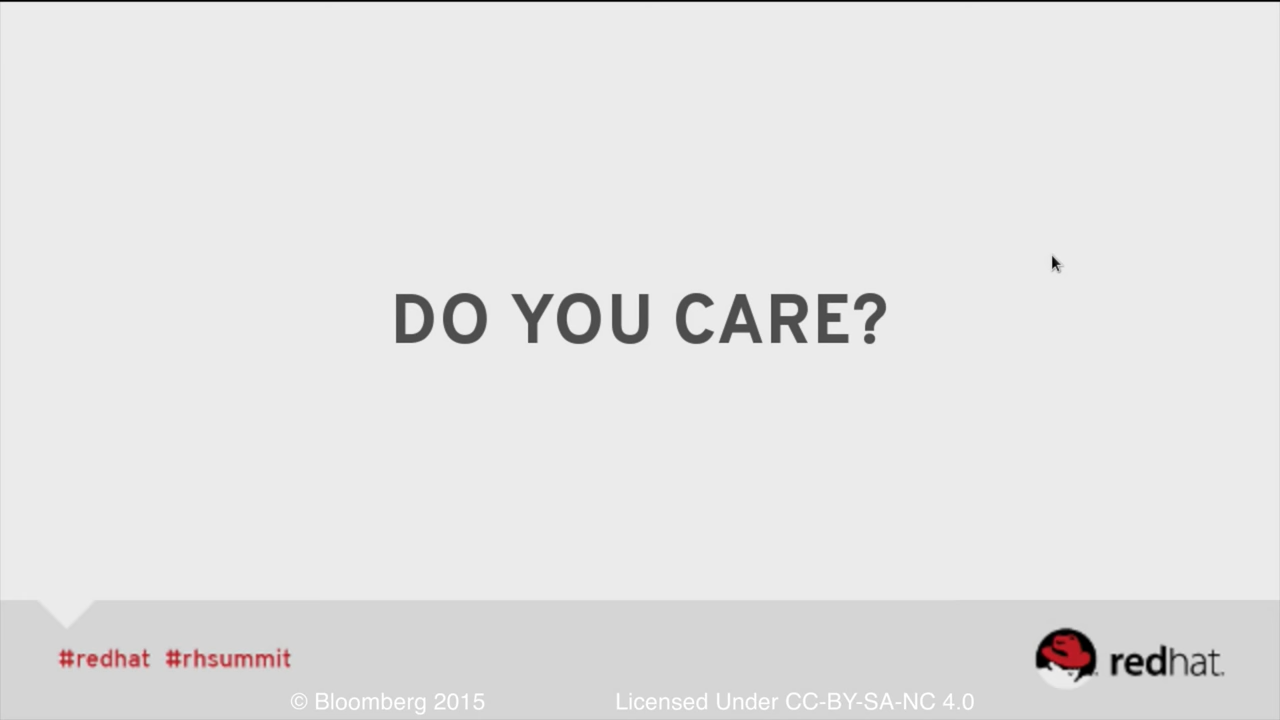 DO YOU CARE?
#redhat #rhsummit
redhat.
© Bloomberg 2015 Licensed Under CC-BY-SA-NC 4.0